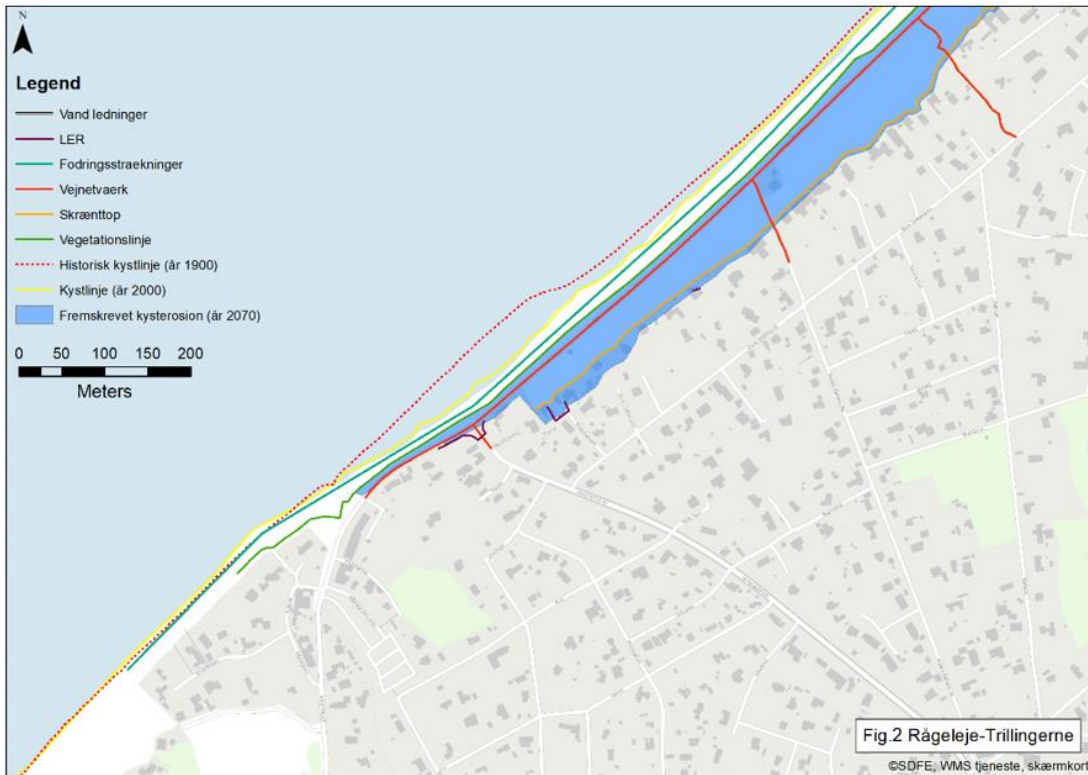 N
Legend
Vand ledninger
LER
Fodringsstraekninger
Vejnetvaerk
Skrænttop
Vegetationslinje
Historisk kystlinje (år 1900)
Kystlinje (år 2000)
Fremskrevet kysterosion (år 2070)
0 50 100 150 200
Meters
Fig.2 Rågeleje-Trillingerne
©SDFE, WMS tjeneste, skærmkort